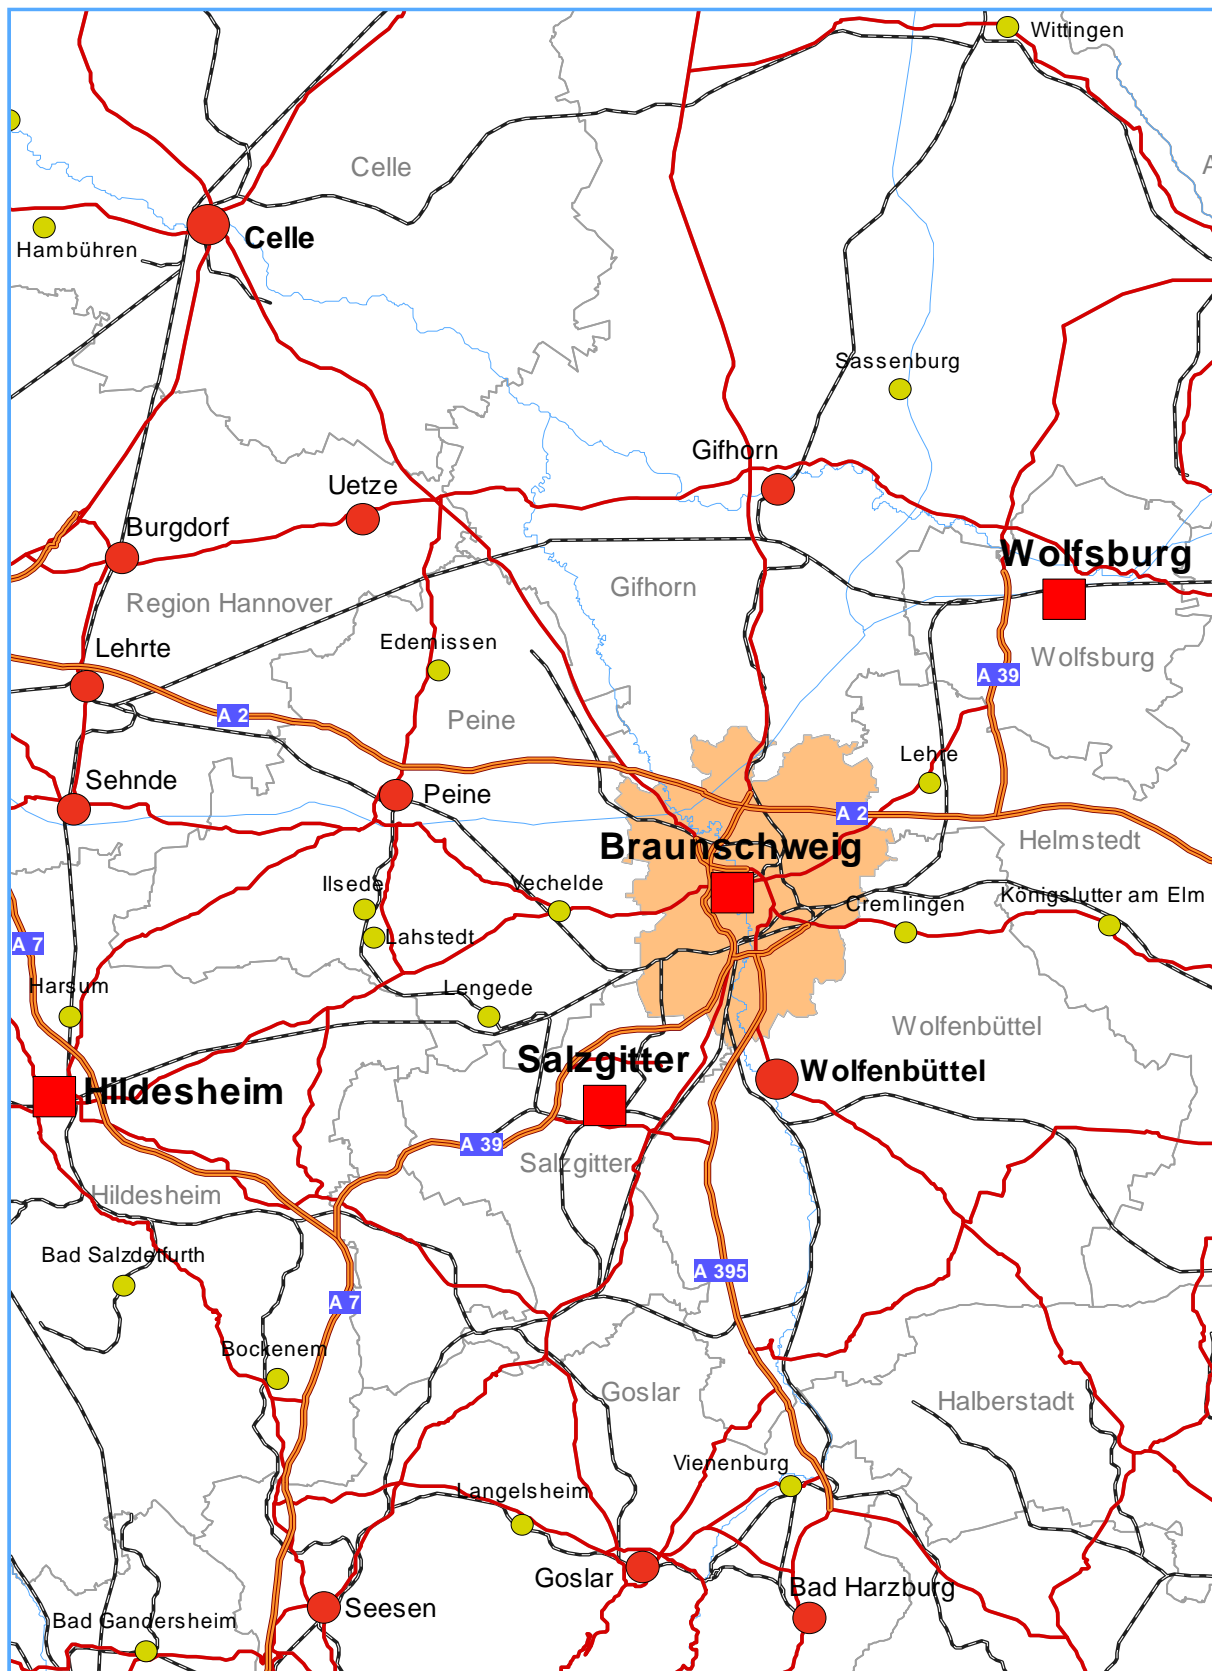 Wittingen
Celle
A
Hambühren
Celle
Sassenburg
Gifhorn
Uetze
Burgdorf
Wolfsburg
Gifhorn
Region Hannover
Edemissen
Lehrte
Wolfsburg
A 39
A 2
Peine
Lehre
Sehnde
Peine
A 2
Helmstedt
Braunschweig
Ilsede
Vechelde
Königslutter am Elm
Cremlingen
Lahstedt
A 7
Harsum
Lengede
Wolfenbüttel
Salzgitter
Wolfenbüttel
Hildesheim
A 39
Salzgitter
Hildesheim
Bad Salzdetfurth
A 395
A 7
Bockenem
Goslar
Halberstadt
Vienenburg
Langelsheim
Goslar
Bad Harzburg
Seesen
Bad Gandersheim